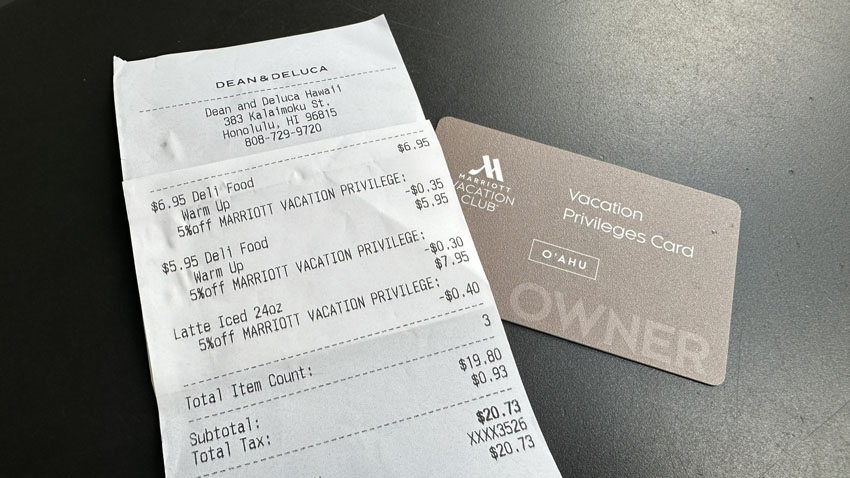 DEAN & DELUCA
Dean and Deluca Hawaii
383 Kalaimoku St.
Honolulu, HI 96815
808-729-9720
$6.95 Deli Food $6.95
Warm Up
5%off MARRIOTT VACATION PRIVILEGE: -$0.35
$5.95 Deli Food $5.95
Warm Up
5%off MARRIOTT VACATION PRIVILEGE: -$0.30
Latte Iced 24oz $7.95
5%off MARRIOTT VACATION PRIVILEGE: -$0.40
Total Item Count: 3
Subtotal: $19.80
Total Tax: $0.93
$20.73
XXXX3526
$20.73
MARRIOTT
VACATION
CLUB
Vacation
Privileges Card
O'AHU
OWNER